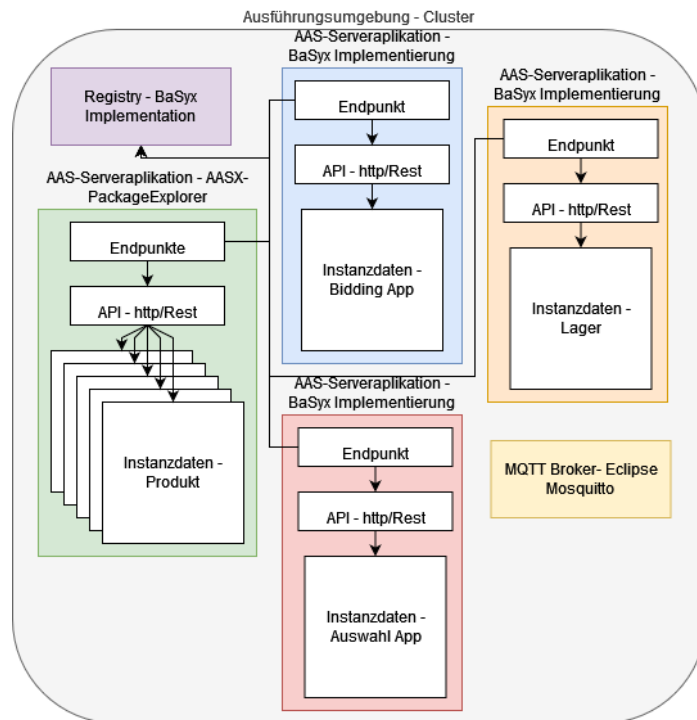 Ausführungsumgebung - Cluster
AAS-Serveraplikation -
BaSyx Implementierung
Endpunkt
API - http/Rest
Instanzdaten -
Bidding App
Registry - BaSyx
Implementation
AAS-Serveraplikation -
BaSyx Implementierung
Endpunkt
API - http/Rest
Instanzdaten -
Lager
AAS-Serveraplikation - AASX-
PackageExplorer
Endpunkte
API - http/Rest
Instanzdaten -
Produkt
AAS-Serveraplikation -
BaSyx Implementierung
Endpunkt
API - http/Rest
Instanzdaten -
Auswahl App
MQTT Broker- Eclipse
Mosquitto